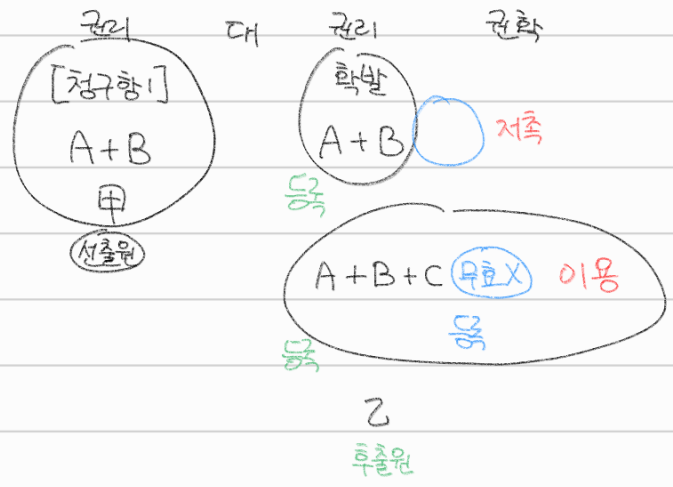 권리 대 권리 권확
[청구항1] 확발
A+B A+B 저촉
甲 등록
선출원
A+B+C 무효X 이용
등록
등록
乙
후출원